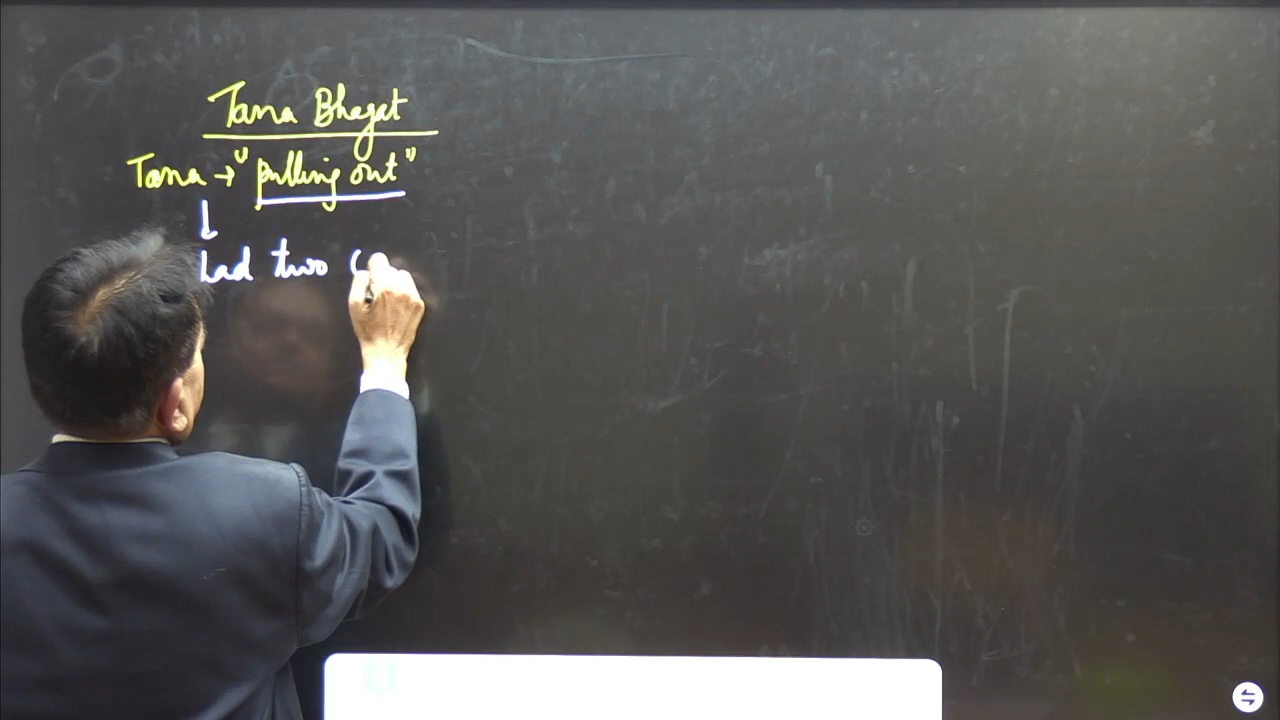 Tana Bhagat
Tana → "pulling out"
↓
had two (